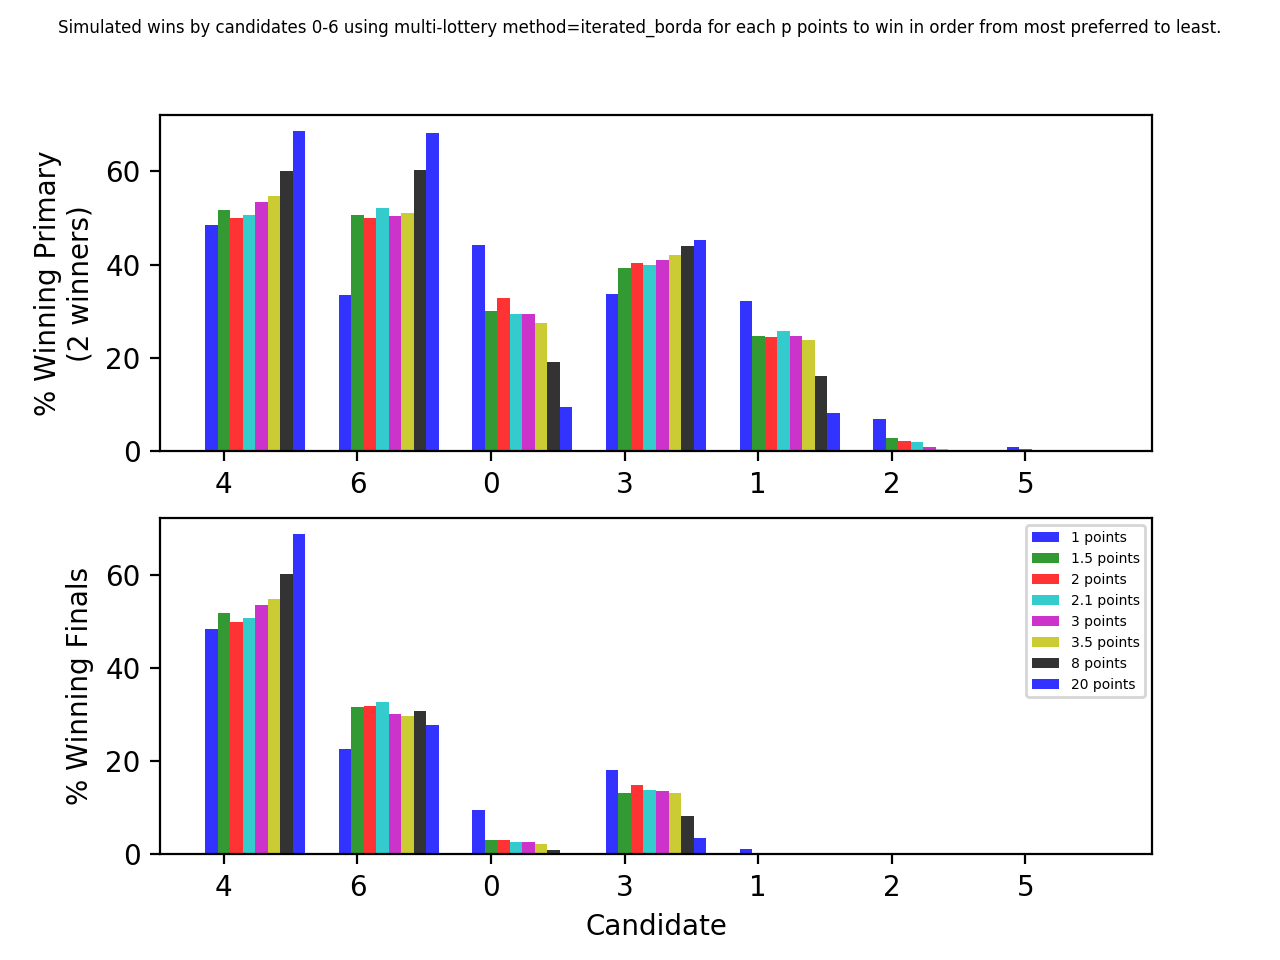 Simulated wins by candidates 0-6 using multi-lottery method=iterated_borda for each p points to win in order from most preferred to least.
% Winning Primary
(2 winners)
60
40
20
0
4 6 0 3 1 2 5
% Winning Finals
60
40
20
0
1 points
1.5 points
2 points
2.1 points
3 points
3.5 points
8 points
20 points
4 6 0 3 1 2 5
Candidate